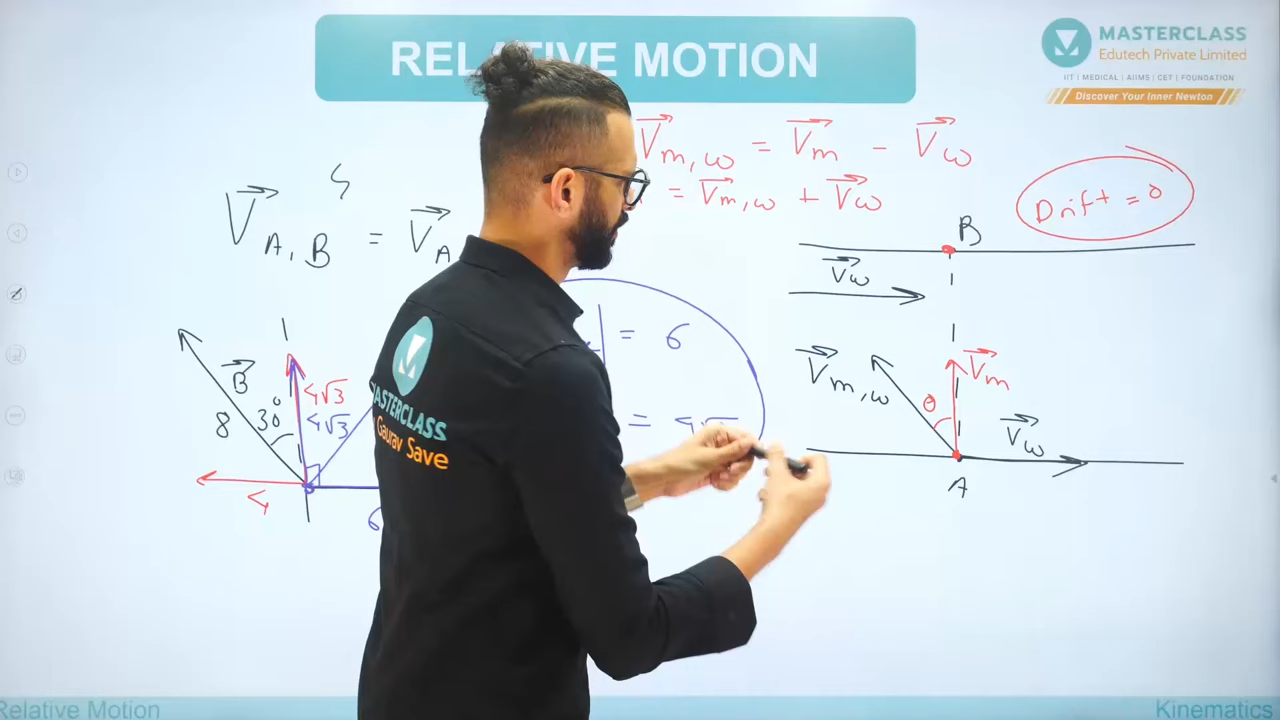 RELATIVE MOTION
MASTERCLASS
Edutech Private Limited
IIT | MEDICAL | AIIMS | CET | FOUNDATION
Discover Your Inner Newton
V⃗m,ω = V⃗m - V⃗ω
= V⃗m,ω + V⃗ω
Drift = 0
V⃗A,B = V⃗A
B
V⃗ω
= 6
V⃗m,ω
V⃗m
θ
V⃗ω
A
B⃗
8
30°
4√3
4√3
4
6
=
MASTERCLASS
Gaurav Save
Relative Motion
Kinematics